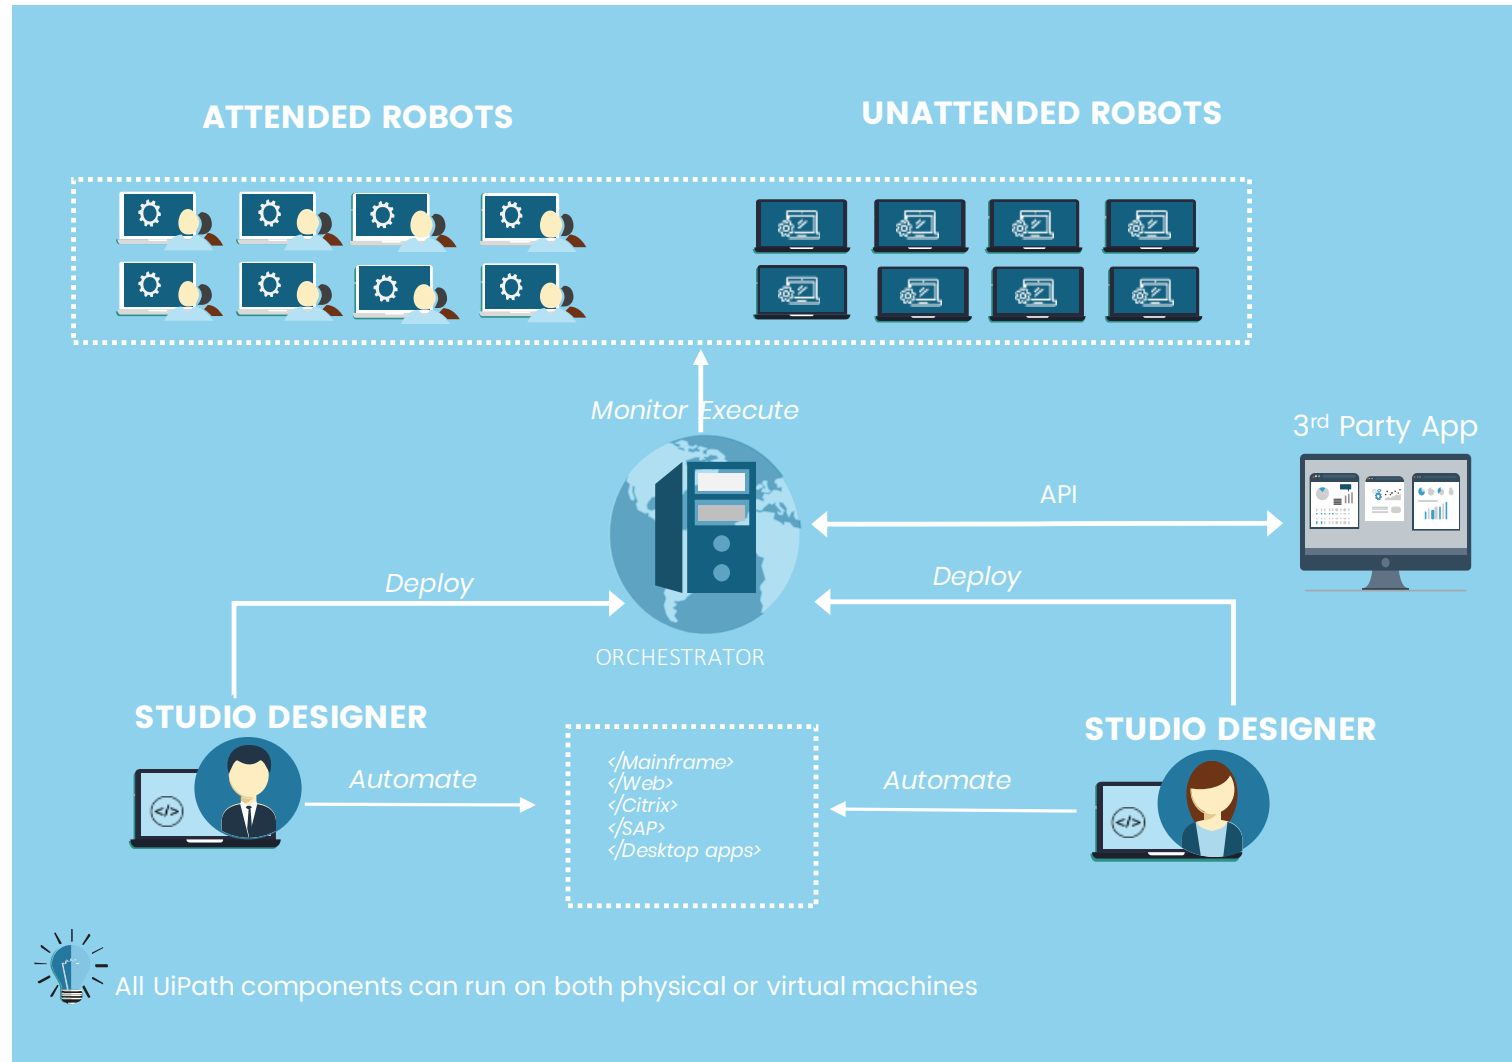 ATTENDED ROBOTS
UNATTENDED ROBOTS
Monitor Execute
3rd Party App
API
Deploy
Deploy
ORCHESTRATOR
STUDIO DESIGNER
STUDIO DESIGNER
Automate
</Mainframe>
</Web>
</Citrix>
</SAP>
</Desktop apps>
Automate
</>
</>
All UiPath components can run on both physical or virtual machines